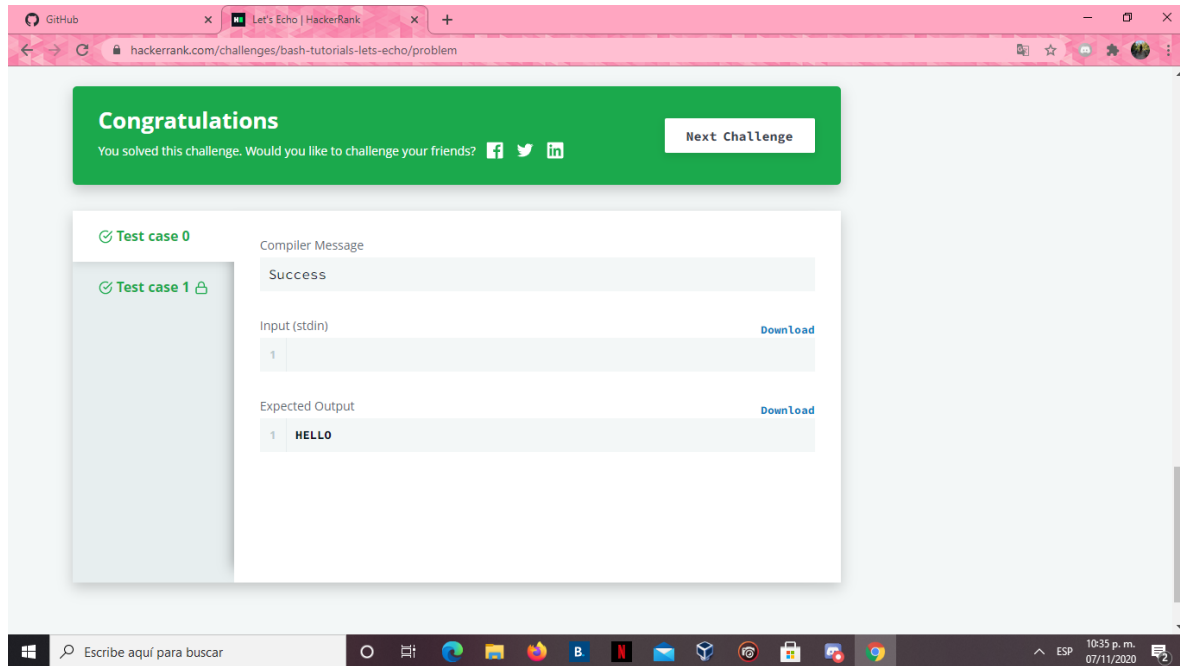 GitHub
Let's Echo | HackerRank
hackerrank.com/challenges/bash-tutorials-lets-echo/problem
Congratulations
You solved this challenge. Would you like to challenge your friends?
Next Challenge
Test case 0
Test case 1
Compiler Message
Success
Input (stdin)
Download
1
Expected Output
Download
1 HELLO
Escribe aquí para buscar
B.
N
ESP
10:35 p. m.
07/11/2020
2